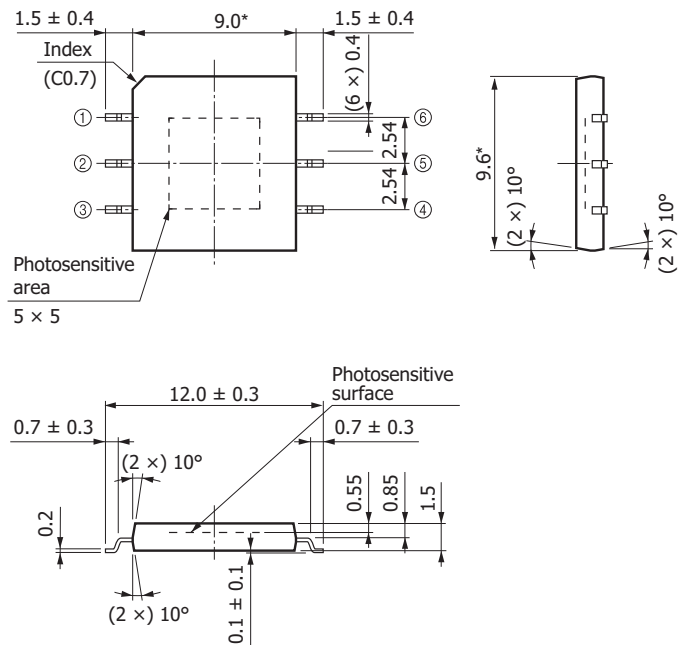 1.5 ± 0.4
9.0*
1.5 ± 0.4
Index
(C0.7)
(6 ×) 0.4
①
⑥
2.54
②
⑤
2.54
③
④
Photosensitive
area
5 × 5
9.6*
(2 ×) 10°
(2 ×) 10°
Photosensitive
surface
12.0 ± 0.3
0.7 ± 0.3
0.7 ± 0.3
(2 ×) 10°
0.2
0.55
0.85
1.5
(2 ×) 10°
0.1 ± 0.1